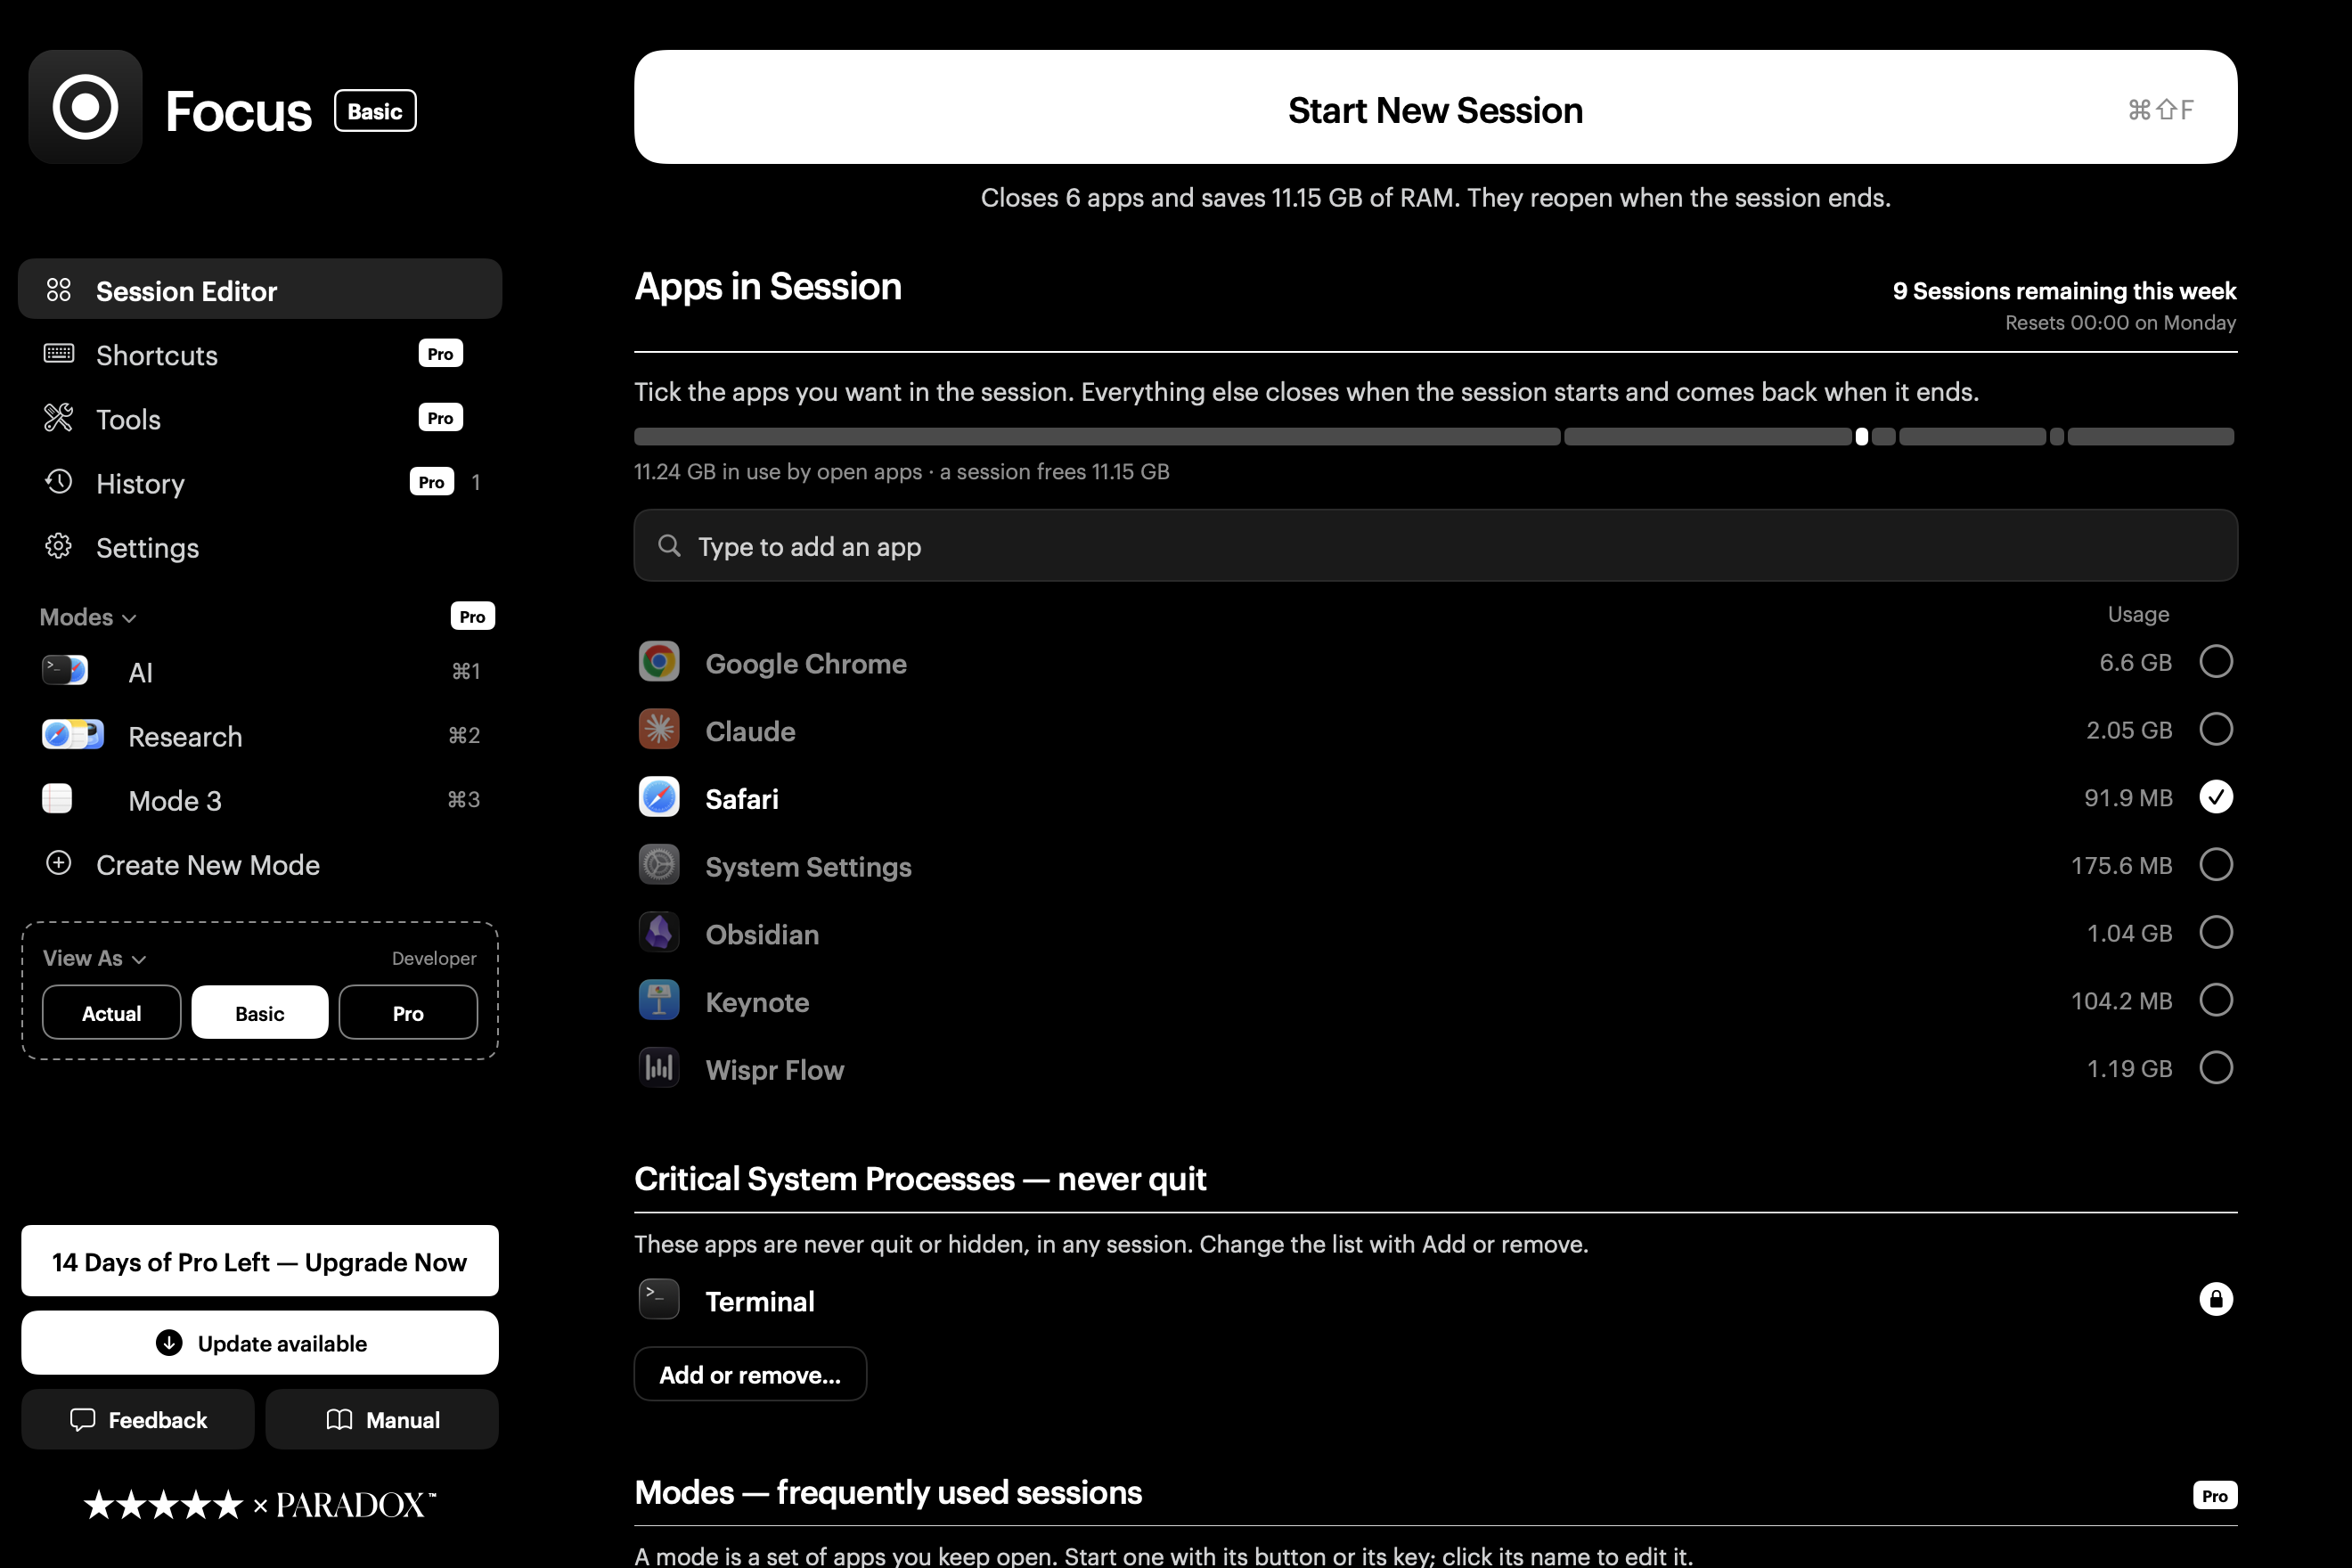 Focus Basic
Start New Session ⌘⇧F
Closes 6 apps and saves 11.15 GB of RAM. They reopen when the session ends.
Session Editor
Shortcuts Pro
Tools Pro
History Pro 1
Settings
Modes Pro
AI ⌘1
Research ⌘2
Mode 3 ⌘3
Create New Mode
View As Developer
Actual Basic Pro
14 Days of Pro Left — Upgrade Now
Update available
Feedback Manual
★★★★★ × PARADOX™
Apps in Session
9 Sessions remaining this week
Resets 00:00 on Monday
Tick the apps you want in the session. Everything else closes when the session starts and comes back when it ends.
11.24 GB in use by open apps · a session frees 11.15 GB
Type to add an app
Usage
Google Chrome 6.6 GB
Claude 2.05 GB
Safari 91.9 MB
System Settings 175.6 MB
Obsidian 1.04 GB
Keynote 104.2 MB
Wispr Flow 1.19 GB
Critical System Processes — never quit
These apps are never quit or hidden, in any session. Change the list with Add or remove.
Terminal
Add or remove...
Modes — frequently used sessions Pro
A mode is a set of apps you keep open. Start one with its button or its key; click its name to edit it.